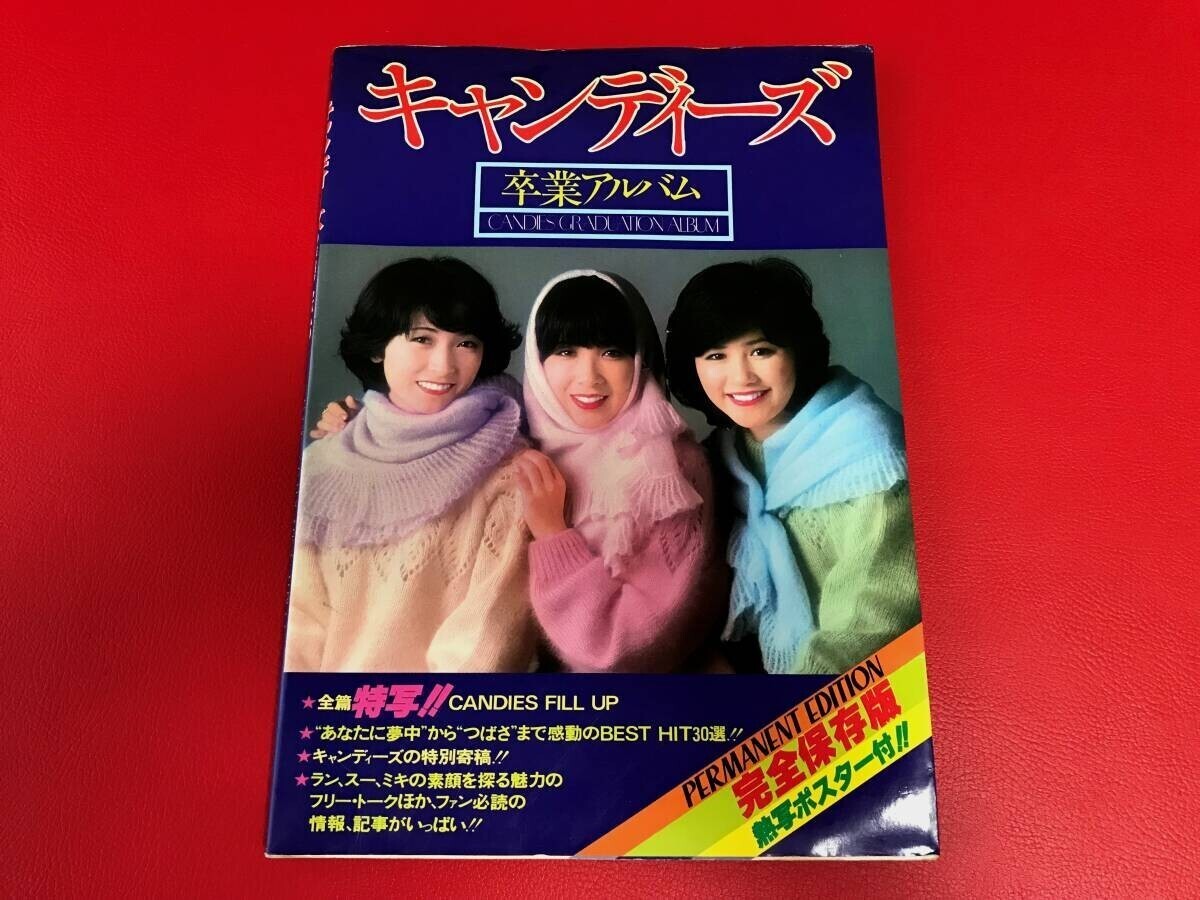 キャンディーズ
卒業アルバム
CANDIES GRADUATION ALBUM
★全篇特写!! CANDIES FILL UP
★“あなたに夢中”から“つばさ”まで感動のBEST HIT30選!!
★キャンディーズの特別寄稿!!
★ラン、スー、ミキの素顔を探る魅力の
フリー・トークほか、ファン必読の
情報、記事がいっぱい!!
PERMANENT EDITION
完全保存版
熱写ポスター付!!